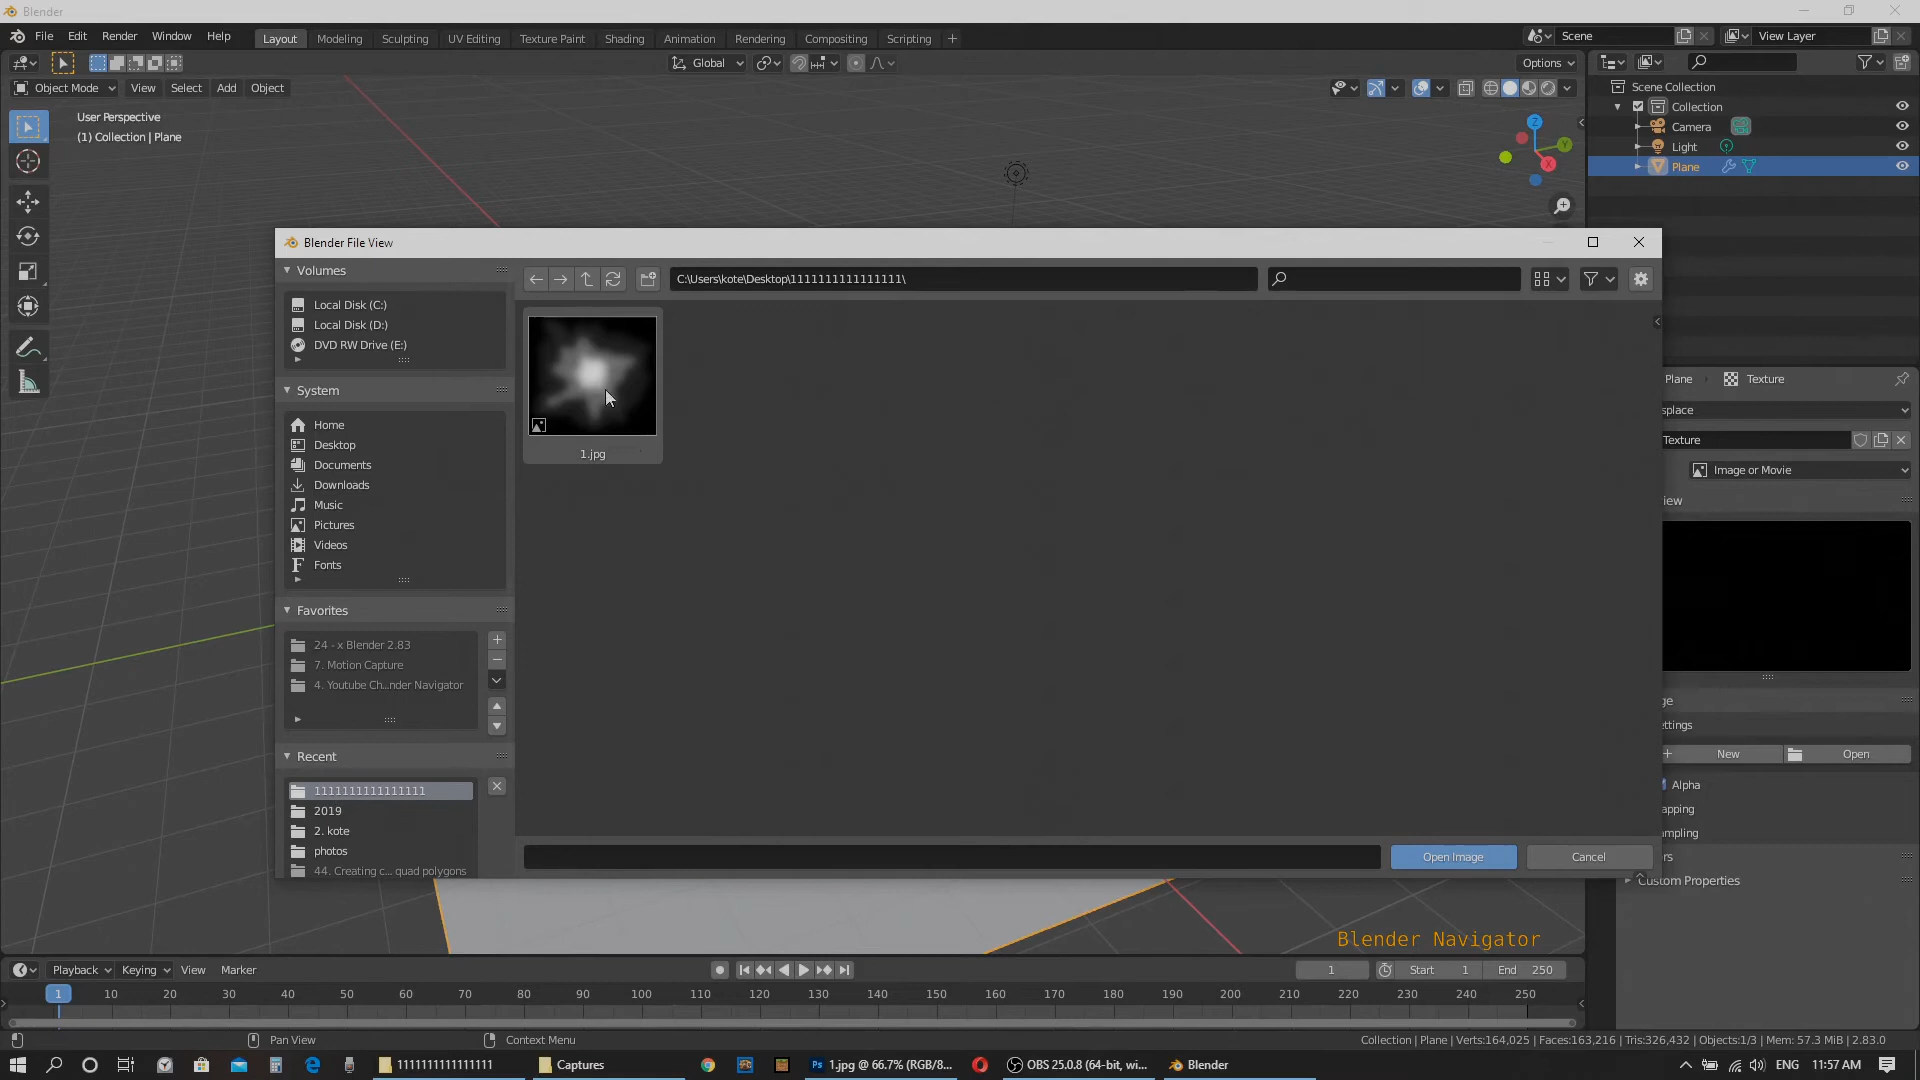 Blender
File Edit Render Window Help
Layout Modeling Sculpting UV Editing Texture Paint Shading Animation Rendering Compositing Scripting
Scene View Layer
Global Options
Object Mode View Select Add Object
User Perspective
(1) Collection | Plane
Z Y X
Scene Collection
Collection
Camera
Light
Plane
Blender File View
Volumes
Local Disk (C:)
Local Disk (D:)
DVD RW Drive (E:)
System
Home
Desktop
Documents
Downloads
Music
Pictures
Videos
Fonts
Favorites
24 - x Blender 2.83
7. Motion Capture
4. Youtube Ch...nder Navigator
Recent
1111111111111111
2019
2. kote
photos
44. Creating c... quad polygons
C:\Users\kote\Desktop\1111111111111111\
1.jpg
Open Image Cancel
Plane Texture
splace
Texture
Image or Movie
iew
ge
ettings
New Open
Alpha
apping
mpling
rs
Custom Properties
Blender Navigator
Playback Keying View Marker
1 Start 1 End 250
1 10 20 30 40 50 60 70 80 90 100 110 120 130 140 150 160 170 180 190 200 210 220 230 240 250
Pan View Context Menu
Collection | Plane | Verts:164,025 | Faces:163,216 | Tris:326,432 | Objects:1/3 | Mem: 57.3 MiB | 2.83.0
1111111111111111 Captures 1.jpg @ 66.7% (RGB/8... OBS 25.0.8 (64-bit, wi... Blender ENG 11:57 AM